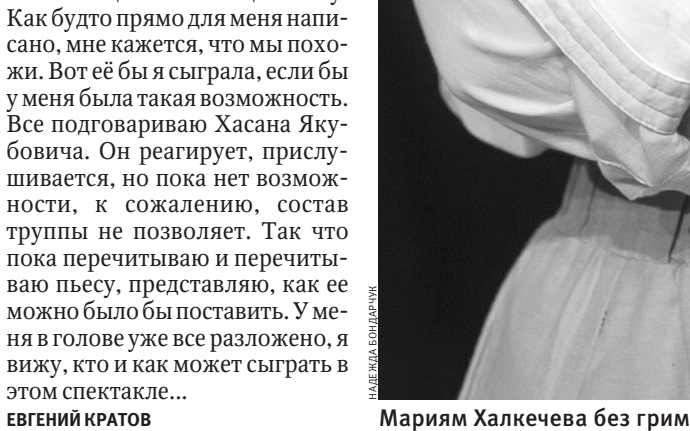 Как будто прямо для меня напи-
сано, мне кажется, что мы похо-
жи. Вот её бы я сыграла, если бы
у меня была такая возможность.
Все подговариваю Хасана Яку-
бовича. Он реагирует, прислу-
шивается, но пока нет возмож-
ности, к сожалению, состав
труппы не позволяет. Так что
пока перечитываю и перечиты-
ваю пьесу, представляю, как ее
можно было бы поставить. У ме-
ня в голове уже все разложено, я
вижу, кто и как может сыграть в
этом спектакле...
ЕВГЕНИЙ КРАТОВ
НАДЕЖДА БОНДАРЧУК
Мариям Халкечева без грим